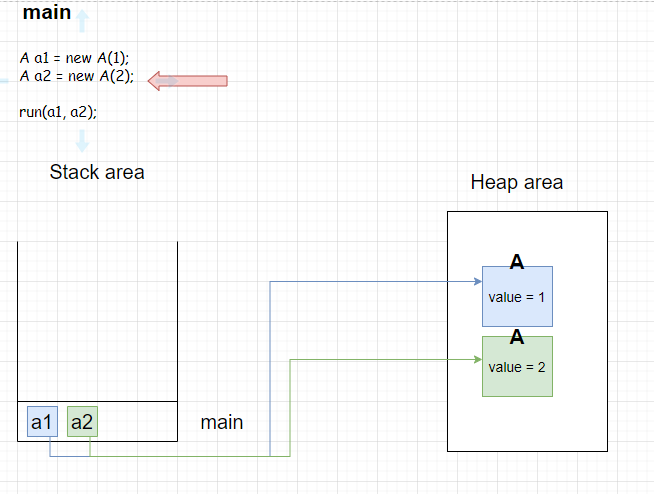 main
A a1 = new A(1);
A a2 = new A(2);
run(a1, a2);
Stack area
Heap area
A
value = 1
A
value = 2
a1 a2
main